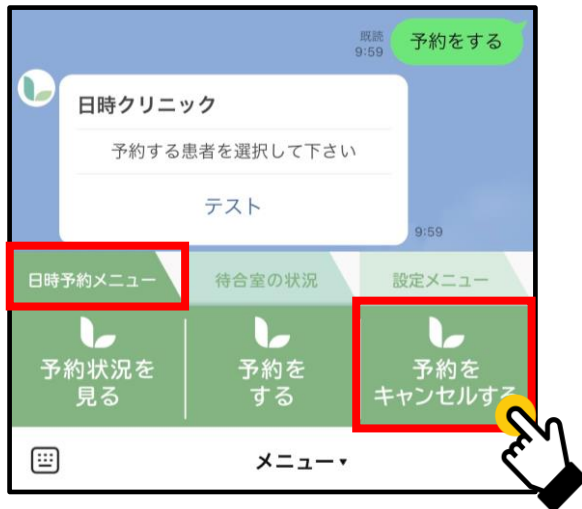 既読
9:59
予約をする
日時クリニック
予約する患者を選択して下さい
テスト
9:59
日時予約メニュー
待合室の状況
設定メニュー
予約状況を
見る
予約を
する
予約を
キャンセルする
メニュー▾